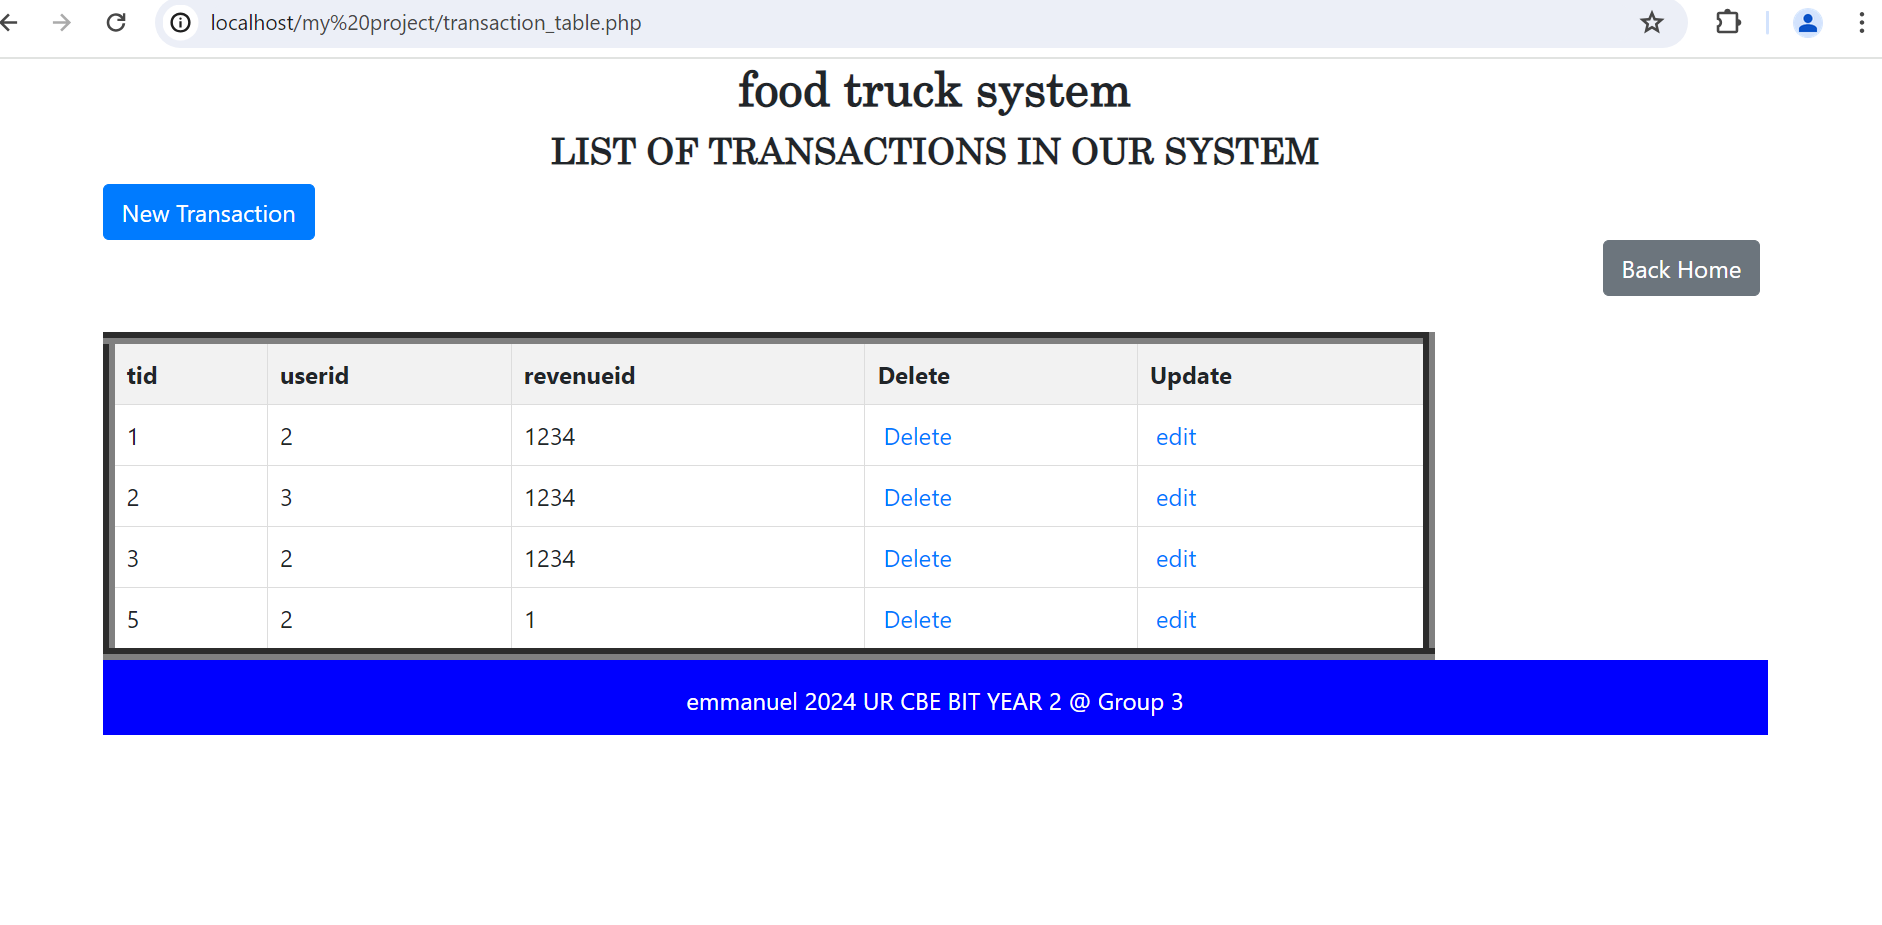 localhost/my%20project/transaction_table.php
food truck system
LIST OF TRANSACTIONS IN OUR SYSTEM
New Transaction
Back Home
tid userid revenueid Delete Update
1 2 1234 Delete edit
2 3 1234 Delete edit
3 2 1234 Delete edit
5 2 1 Delete edit
emmanuel 2024 UR CBE BIT YEAR 2 @ Group 3